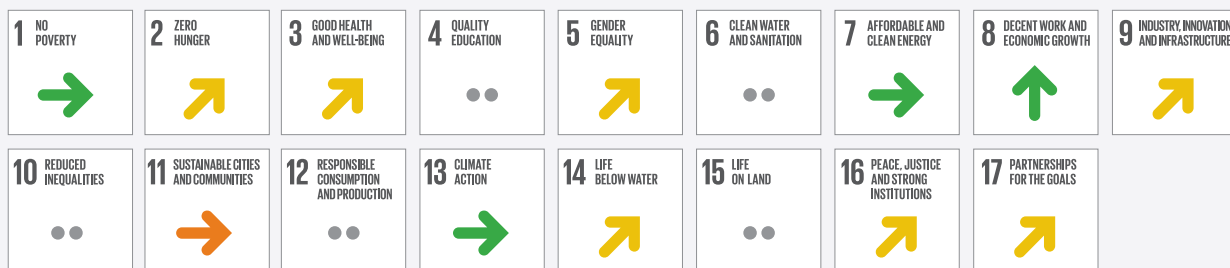 1 NO
POVERTY
2 ZERO
HUNGER
3 GOOD HEALTH
AND WELL-BEING
4 QUALITY
EDUCATION
5 GENDER
EQUALITY
6 CLEAN WATER
AND SANITATION
7 AFFORDABLE AND
CLEAN ENERGY
8 DECENT WORK AND
ECONOMIC GROWTH
9 INDUSTRY, INNOVATION
AND INFRASTRUCTURE
10 REDUCED
INEQUALITIES
11 SUSTAINABLE CITIES
AND COMMUNITIES
12 RESPONSIBLE
CONSUMPTION
AND PRODUCTION
13 CLIMATE
ACTION
14 LIFE
BELOW WATER
15 LIFE
ON LAND
16 PEACE, JUSTICE
AND STRONG
INSTITUTIONS
17 PARTNERSHIPS
FOR THE GOALS